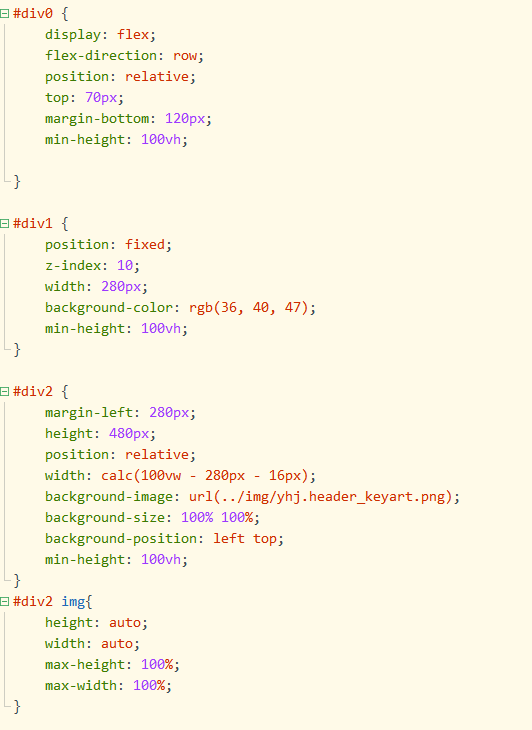 #div0 {
display: flex;
flex-direction: row;
position: relative;
top: 70px;
margin-bottom: 120px;
min-height: 100vh;
}
#div1 {
position: fixed;
z-index: 10;
width: 280px;
background-color: rgb(36, 40, 47);
min-height: 100vh;
}
#div2 {
margin-left: 280px;
height: 480px;
position: relative;
width: calc(100vw - 280px - 16px);
background-image: url(../img/yhj.header_keyart.png);
background-size: 100% 100%;
background-position: left top;
min-height: 100vh;
}
#div2 img{
height: auto;
width: auto;
max-height: 100%;
max-width: 100%;
}